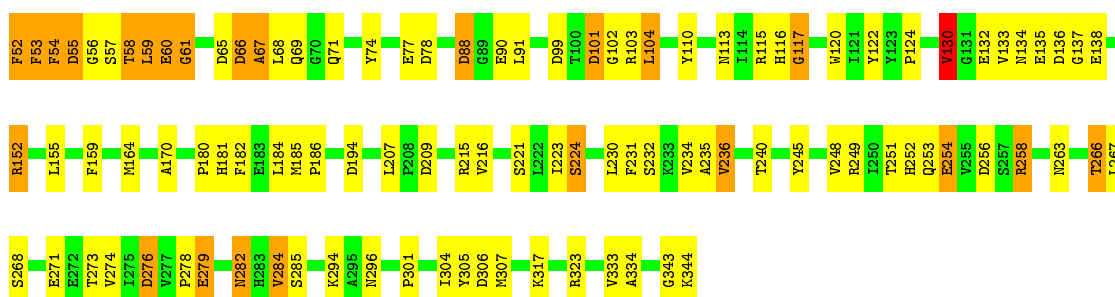 F52 F53 F54 D55 G56 S57 T58 L59 E60 G61 D65 D66 A67 L68 Q69 G70 Q71 Y74 E77 D78 D88 G89 E90 L91 D99 T100 D101 G102 R103 L104 Y110 N113 I114 R115 H116 G117 W120 I121 Y122 Y123 P124 V130 G131 E132 V133 N134 E135 D136 G137 E138
R152 L155 F159 M164 A170 P180 H181 F182 E183 L184 M185 P186 D194 L207 P208 D209 R215 V216 S221 L222 I223 S224 L230 F231 S232 K233 V234 A235 V236 T240 Y245 V248 R249 I250 T251 H252 Q253 E254 V255 D256 S257 R258 N263 T266 L267
S268 E271 E272 T273 V274 I275 D276 V277 P278 E279 N282 H283 V284 S285 K294 A295 N296 P301 I304 Y305 D306 M307 K317 R323 V333 A334 G343 K344